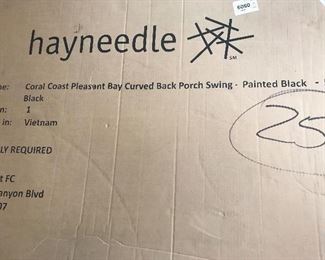 6060
hayneedle
SM
me: Coral Coast Pleasant Bay Curved Back Porch Swing - Painted Black -
Black
n: 1
in: Vietnam
25
LY REQUIRED
t FC
anyon Blvd
07